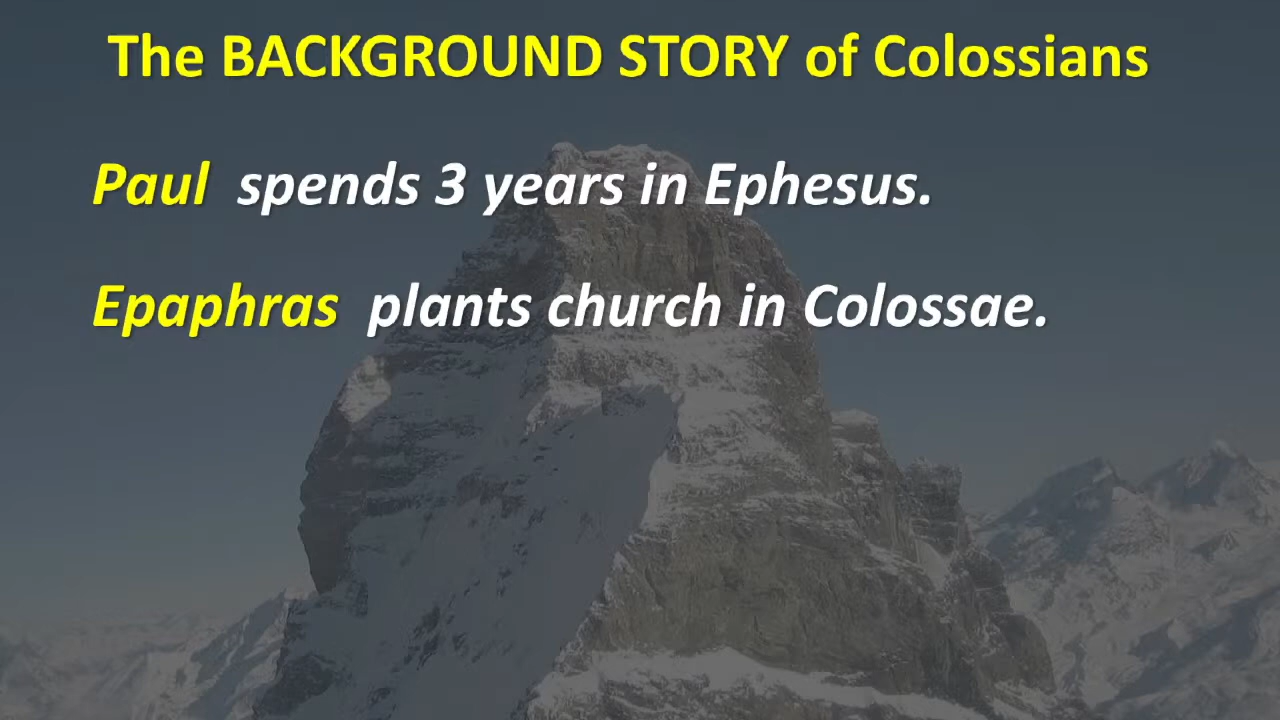 The BACKGROUND STORY of Colossians
Paul spends 3 years in Ephesus.
Epaphras plants church in Colossae.